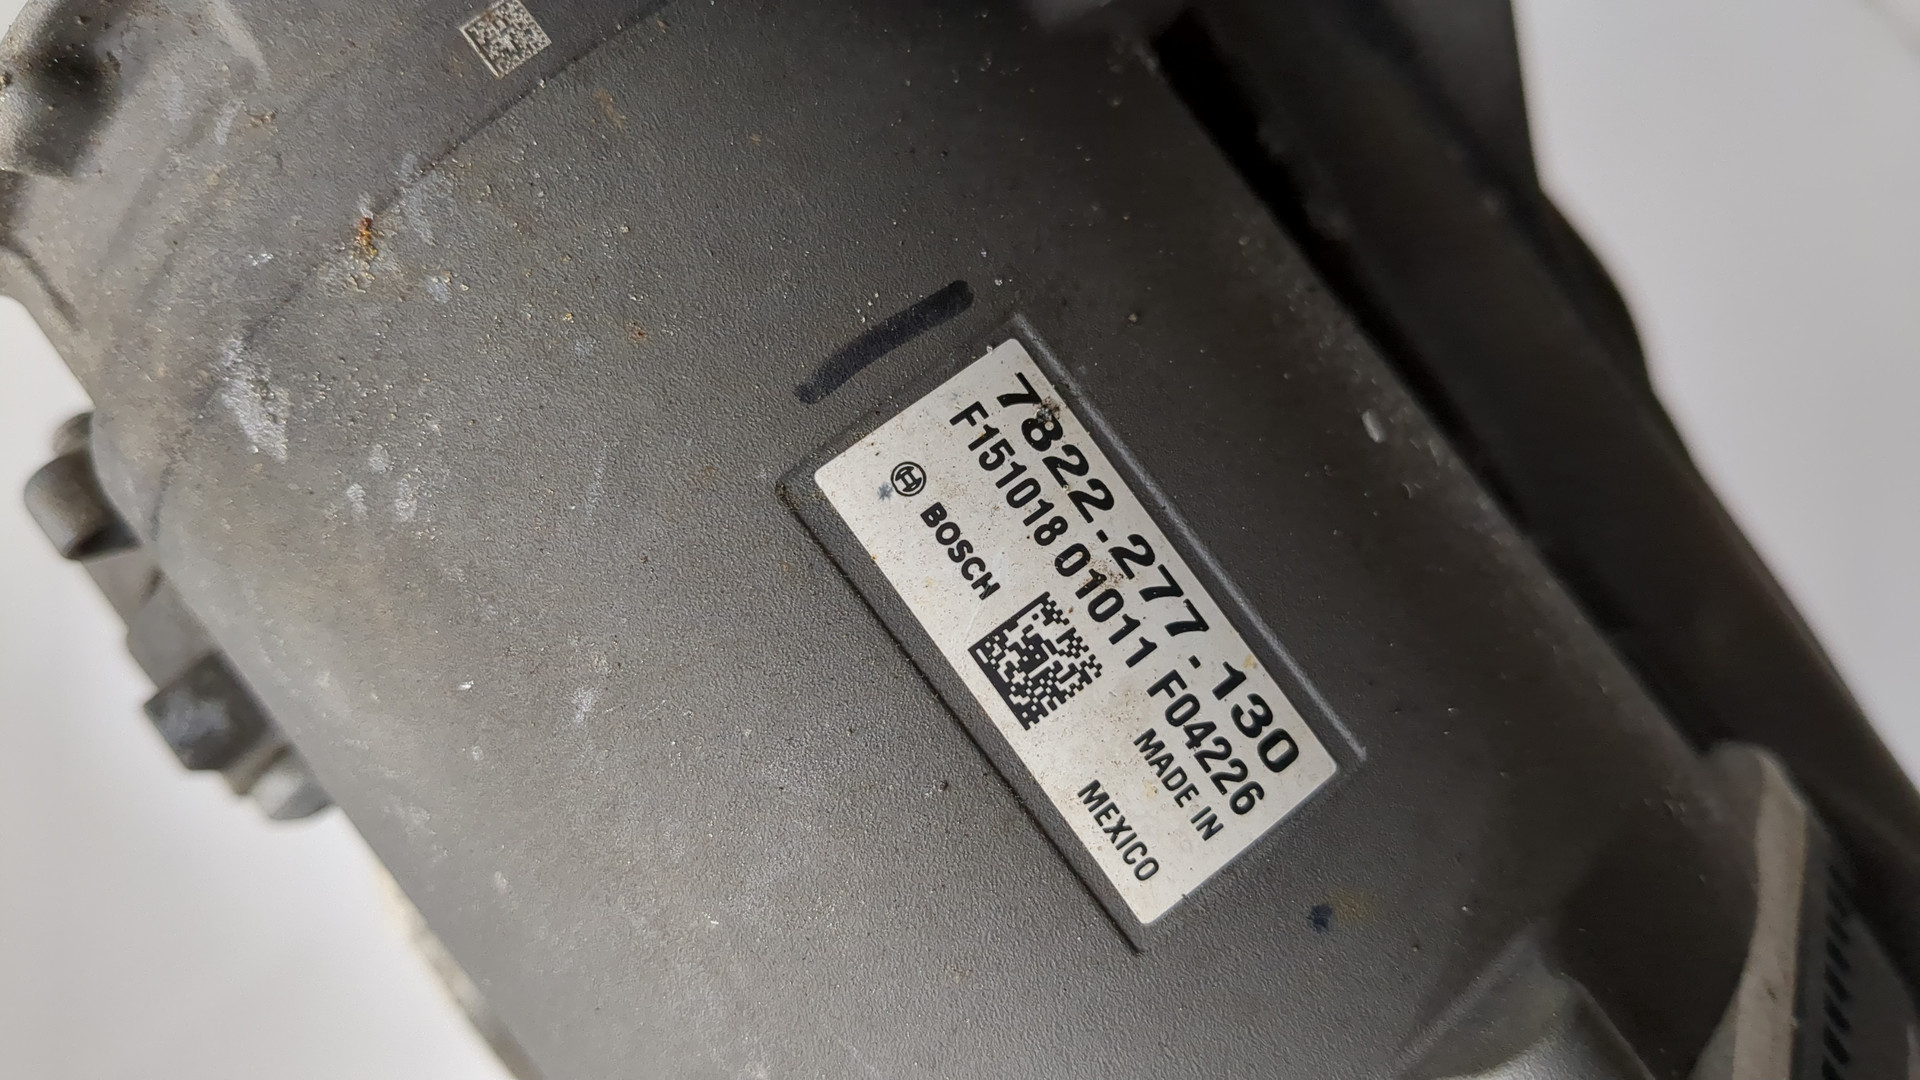 7822-277-130
F151018 01011 F04226
BOSCH
MADE IN
MEXICO